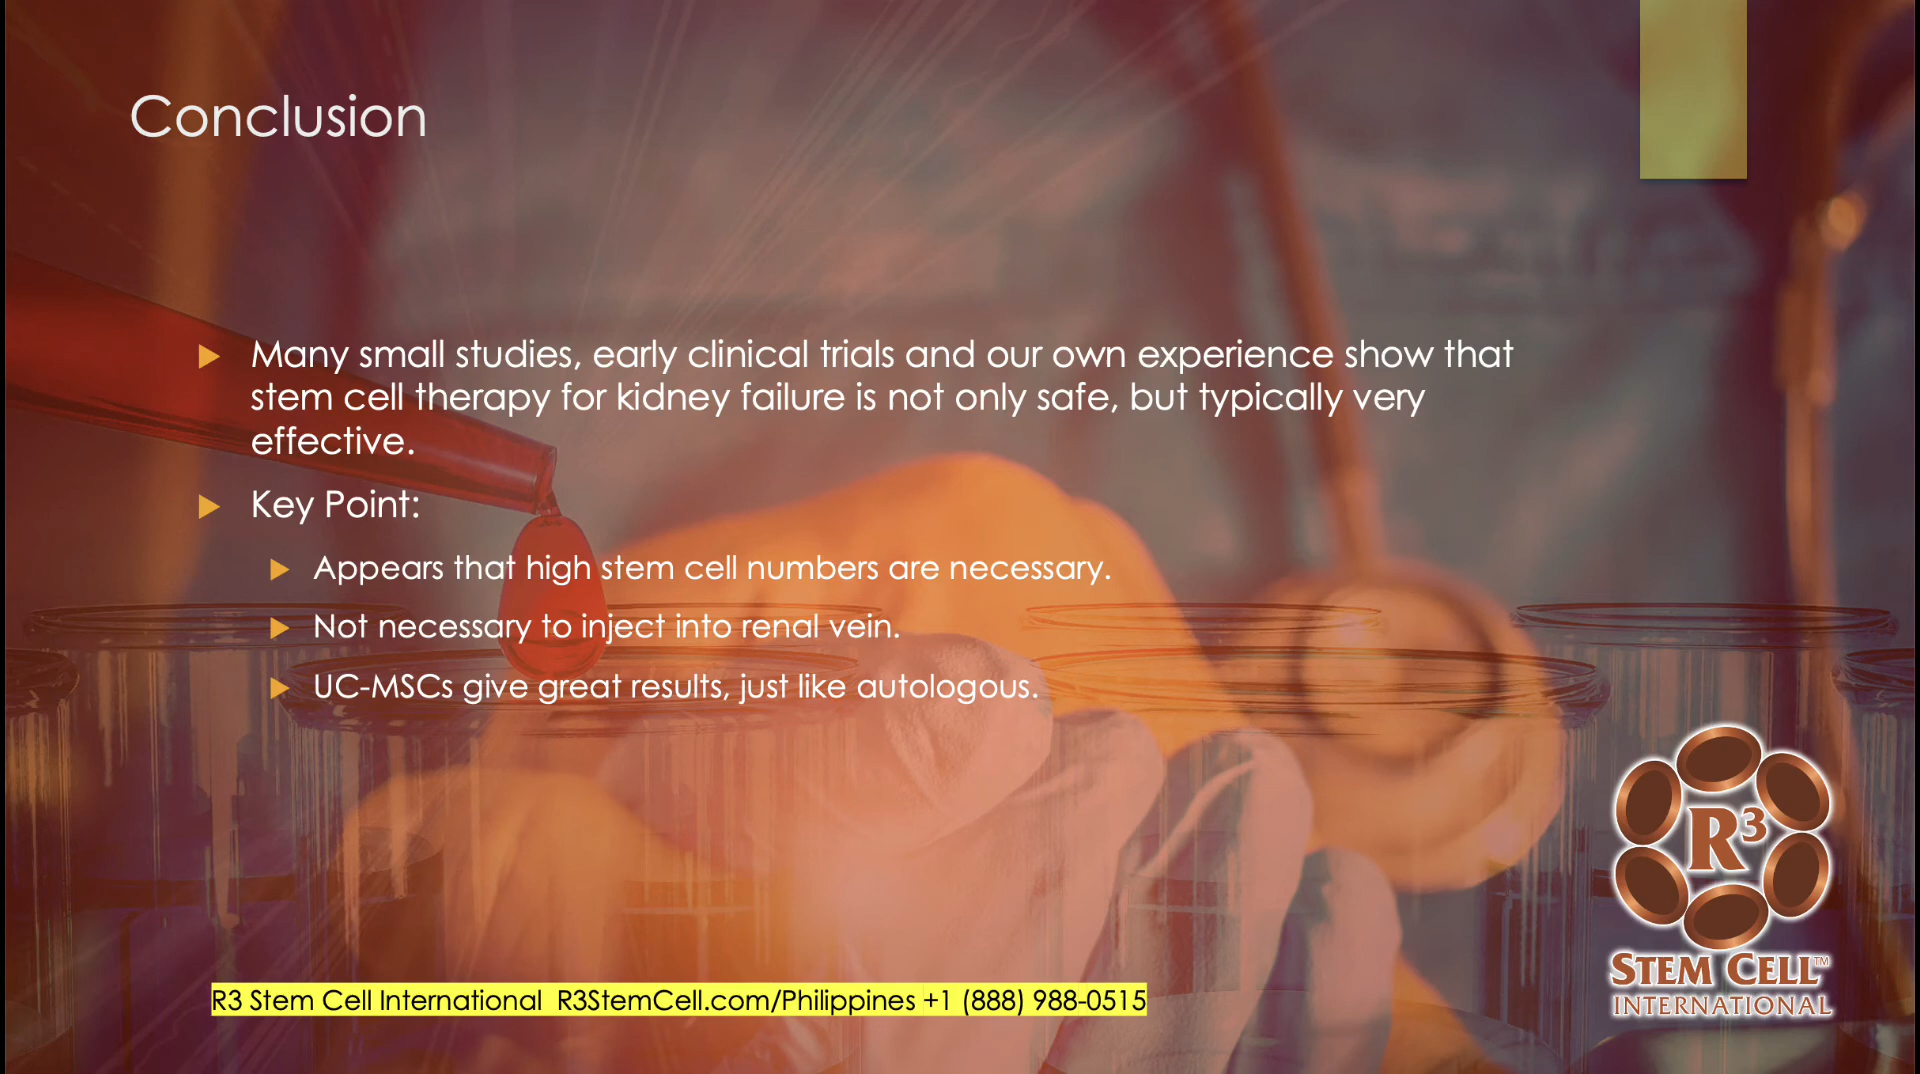 Conclusion
Many small studies, early clinical trials and our own experience show that
stem cell therapy for kidney failure is not only safe, but typically very
effective.
Key Point:
Appears that high stem cell numbers are necessary.
Not necessary to inject into renal vein.
UC-MSCs give great results, just like autologous.
R3
STEM CELL™
INTERNATIONAL
R3 Stem Cell International  R3StemCell.com/Philippines +1 (888) 988-0515